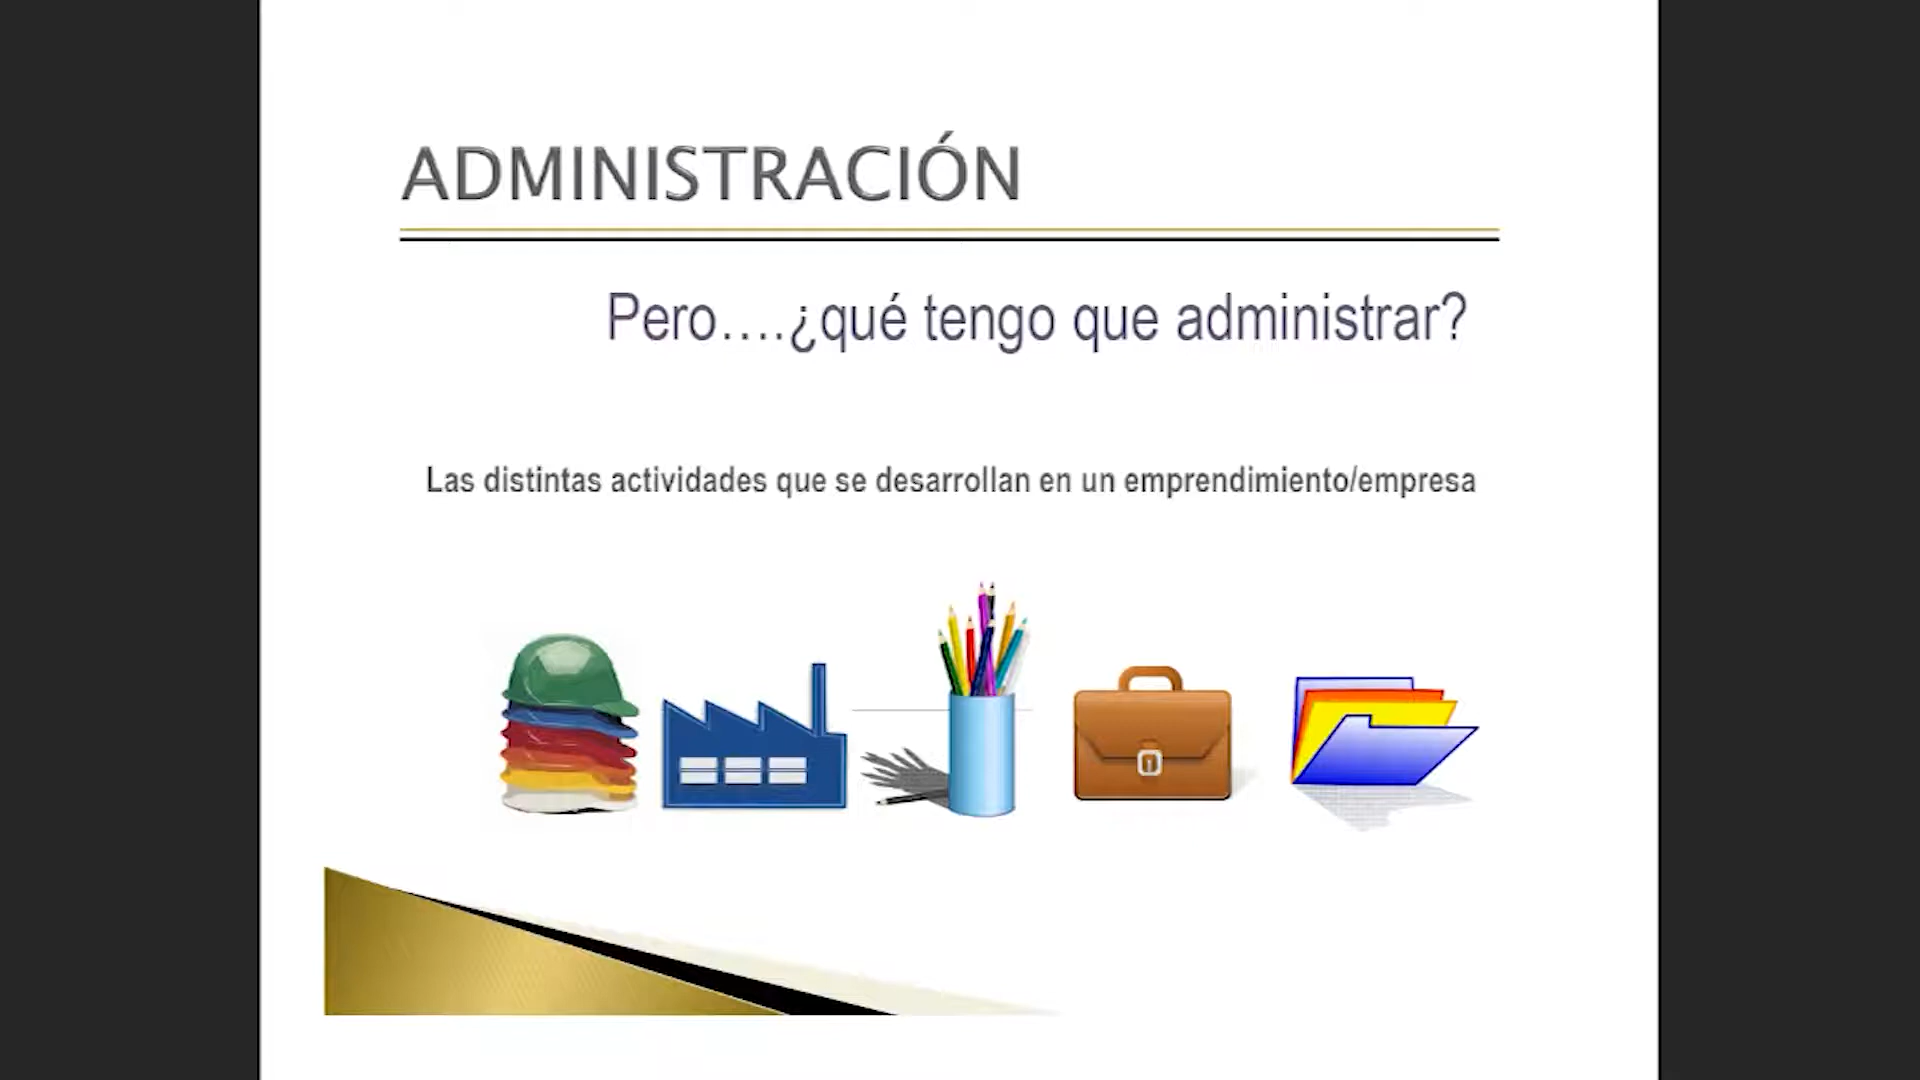 ADMINISTRACIÓN
Pero....¿qué tengo que administrar?
Las distintas actividades que se desarrollan en un emprendimiento/empresa